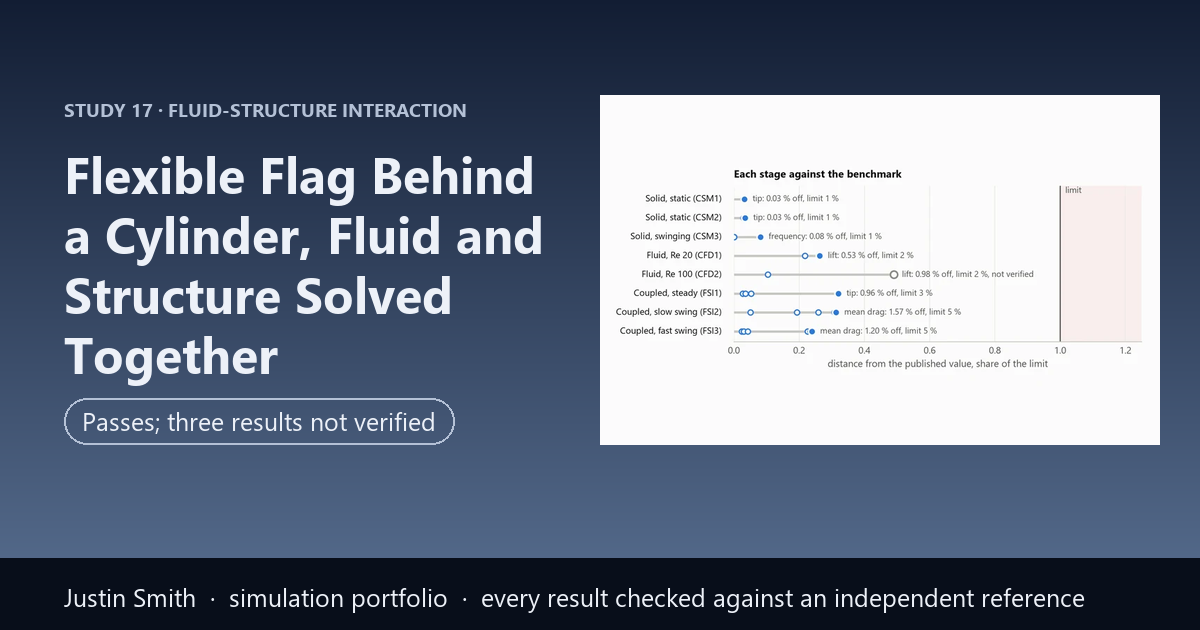 STUDY 17 · FLUID-STRUCTURE INTERACTION
Flexible Flag Behind
a Cylinder, Fluid and
Structure Solved
Together
Passes; three results not verified
Each stage against the benchmark
limit
Solid, static (CSM1) tip: 0.03 % off, limit 1 %
Solid, static (CSM2) tip: 0.03 % off, limit 1 %
Solid, swinging (CSM3) frequency: 0.08 % off, limit 1 %
Fluid, Re 20 (CFD1) lift: 0.53 % off, limit 2 %
Fluid, Re 100 (CFD2) lift: 0.98 % off, limit 2 %, not verified
Coupled, steady (FSI1) tip: 0.96 % off, limit 3 %
Coupled, slow swing (FSI2) mean drag: 1.57 % off, limit 5 %
Coupled, fast swing (FSI3) mean drag: 1.20 % off, limit 5 %
0.0 0.2 0.4 0.6 0.8 1.0 1.2
distance from the published value, share of the limit
Justin Smith · simulation portfolio · every result checked against an independent reference